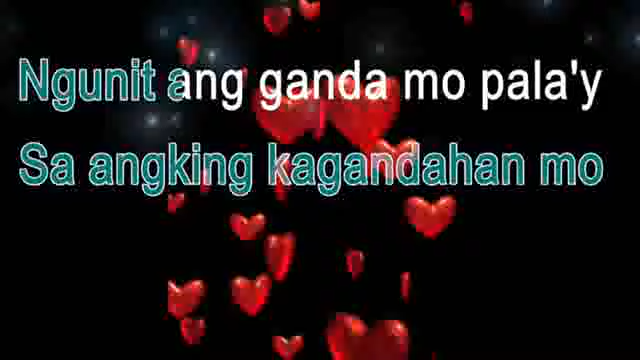 Ngunit ang ganda mo pala'y
Sa angking kagandahan mo